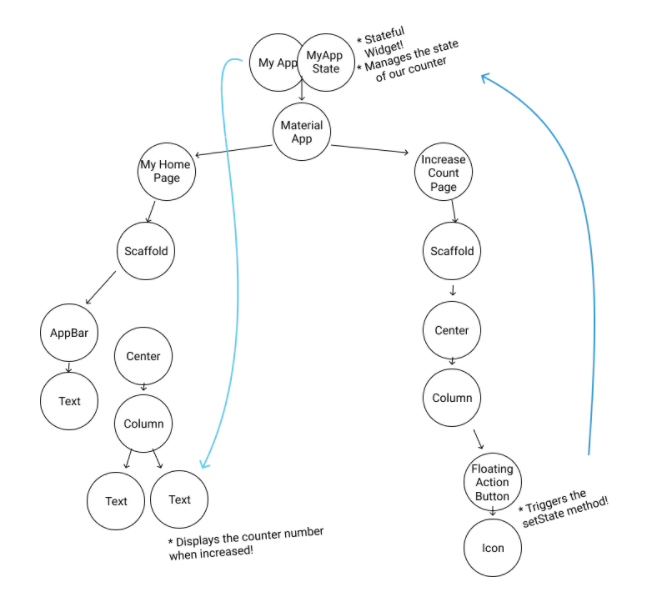 My App
MyApp
State
* Stateful
Widget!
* Manages the state
of our counter
Material
App
My Home
Page
Increase
Count
Page
Scaffold
Scaffold
AppBar
Center
Center
Text
Column
Column
Text
Text
Floating
Action
Button
* Triggers the
setState method!
* Displays the counter number
when increased!
Icon